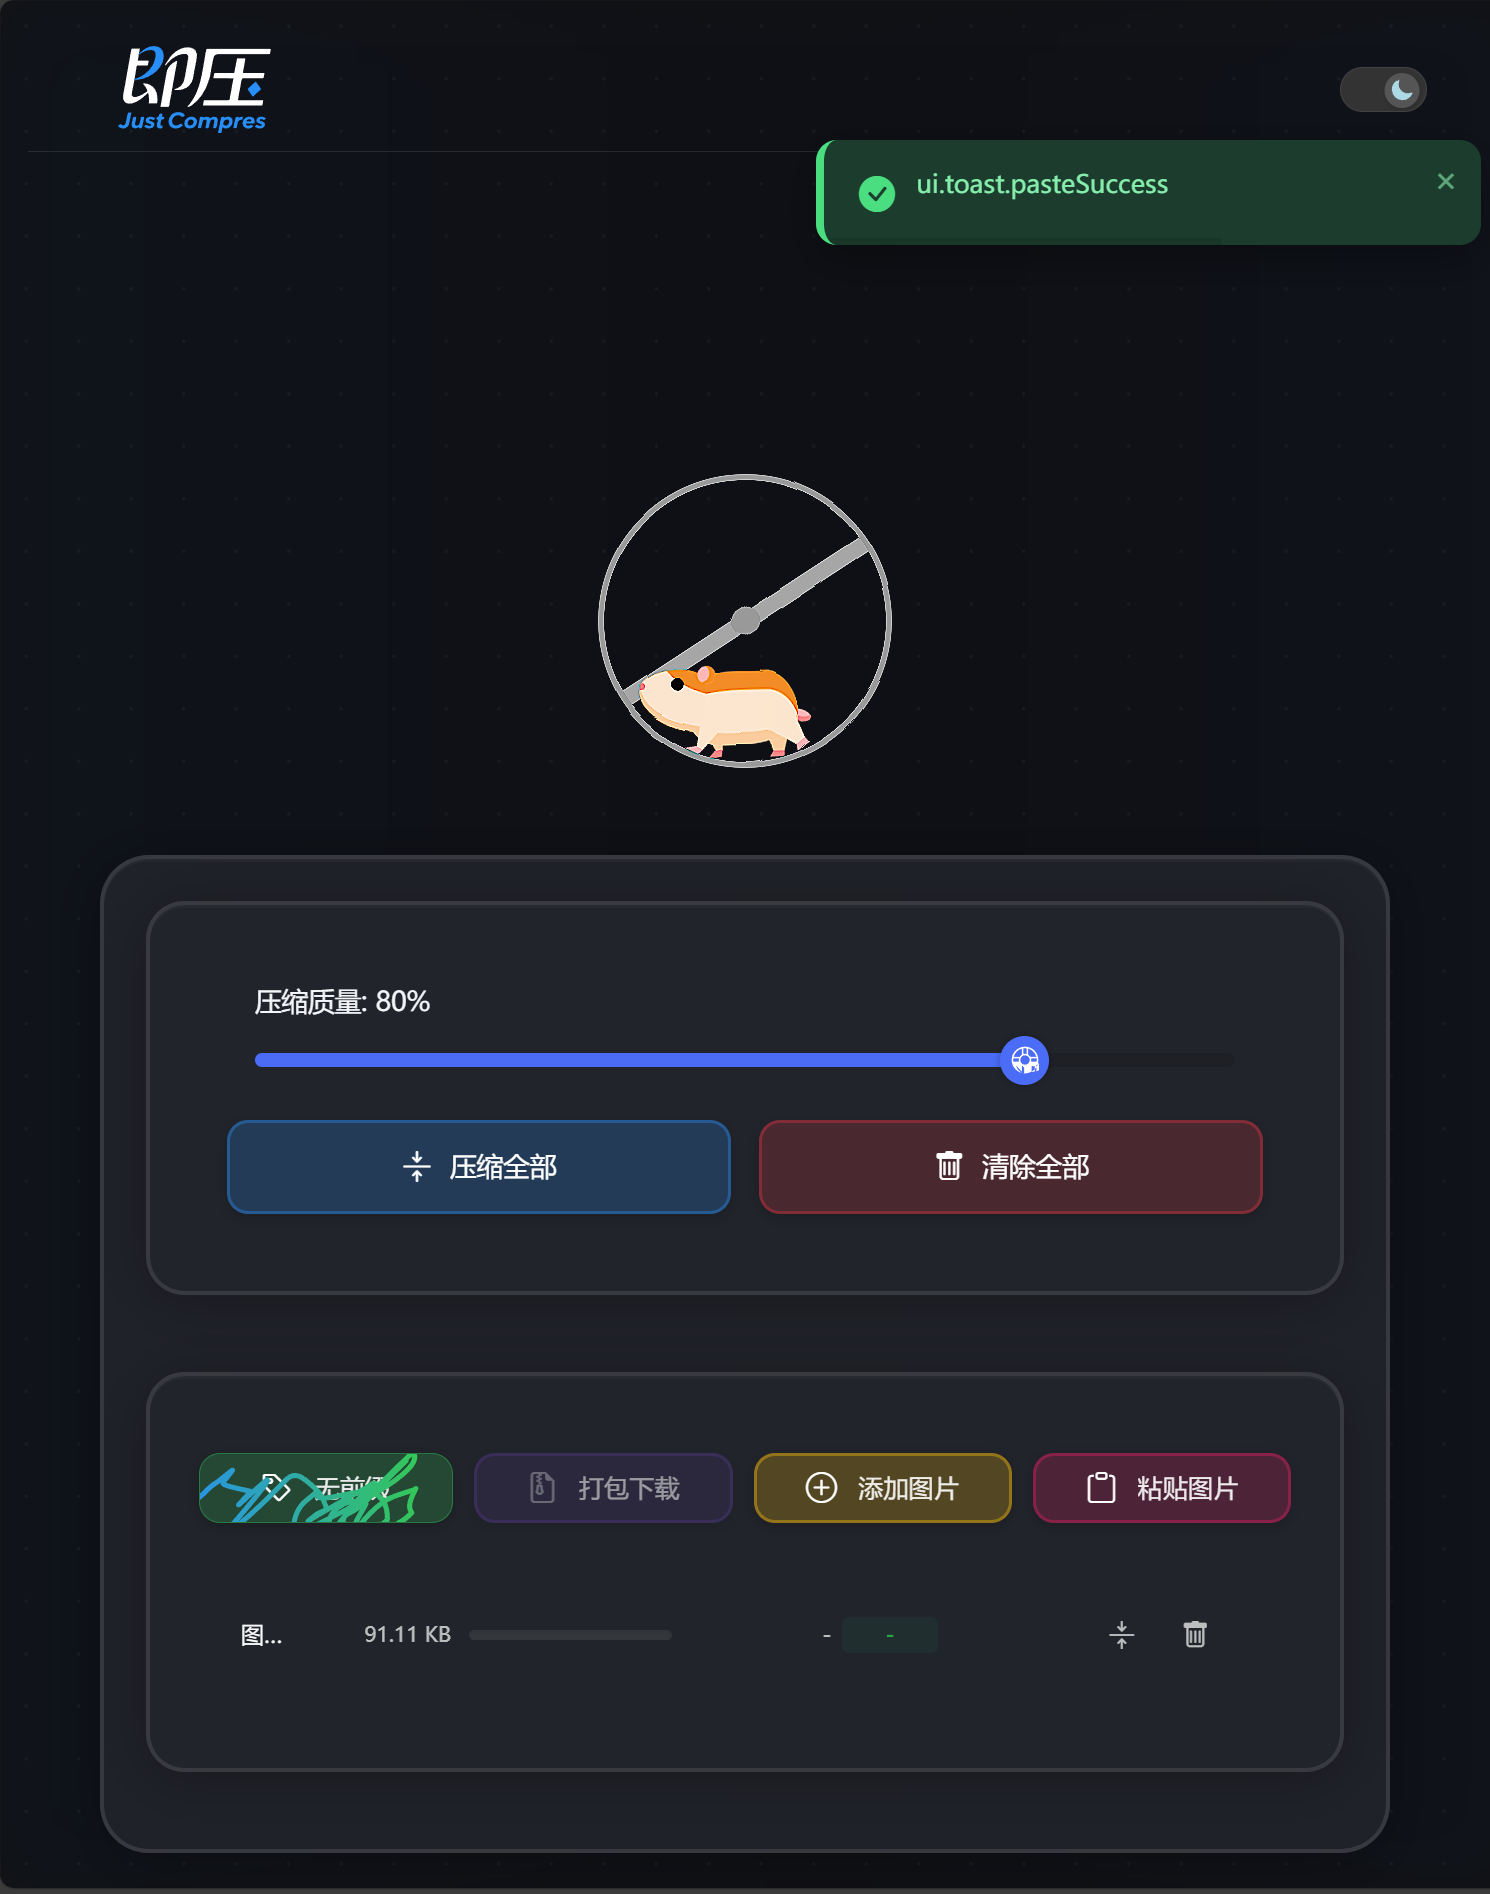 即压
Just Compres
ui.toast.pasteSuccess
压缩质量: 80%
压缩全部
清除全部
无前缀
打包下载
添加图片
粘贴图片
图...
91.11 KB
-
-